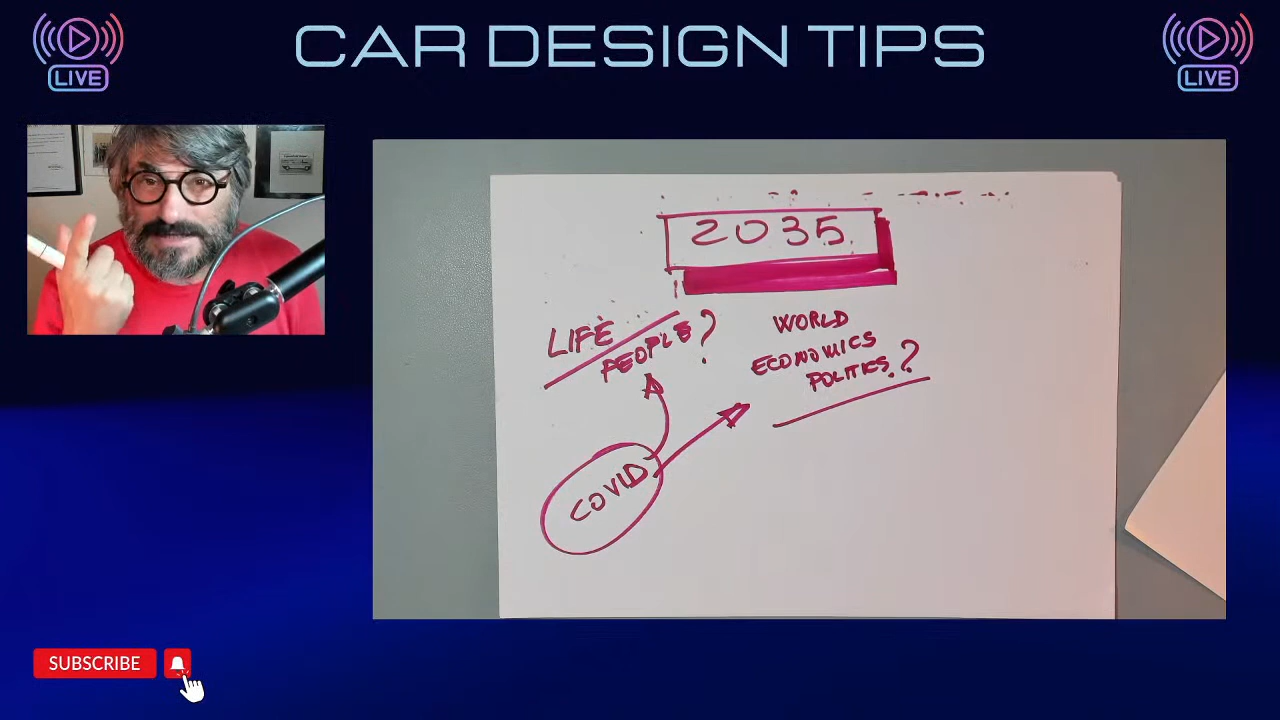 CAR DESIGN TIPS
LIVE
LIVE
2035
LIFE
PEOPLE?
WORLD
ECONOMICS
POLITICS.?
COVID
SUBSCRIBE